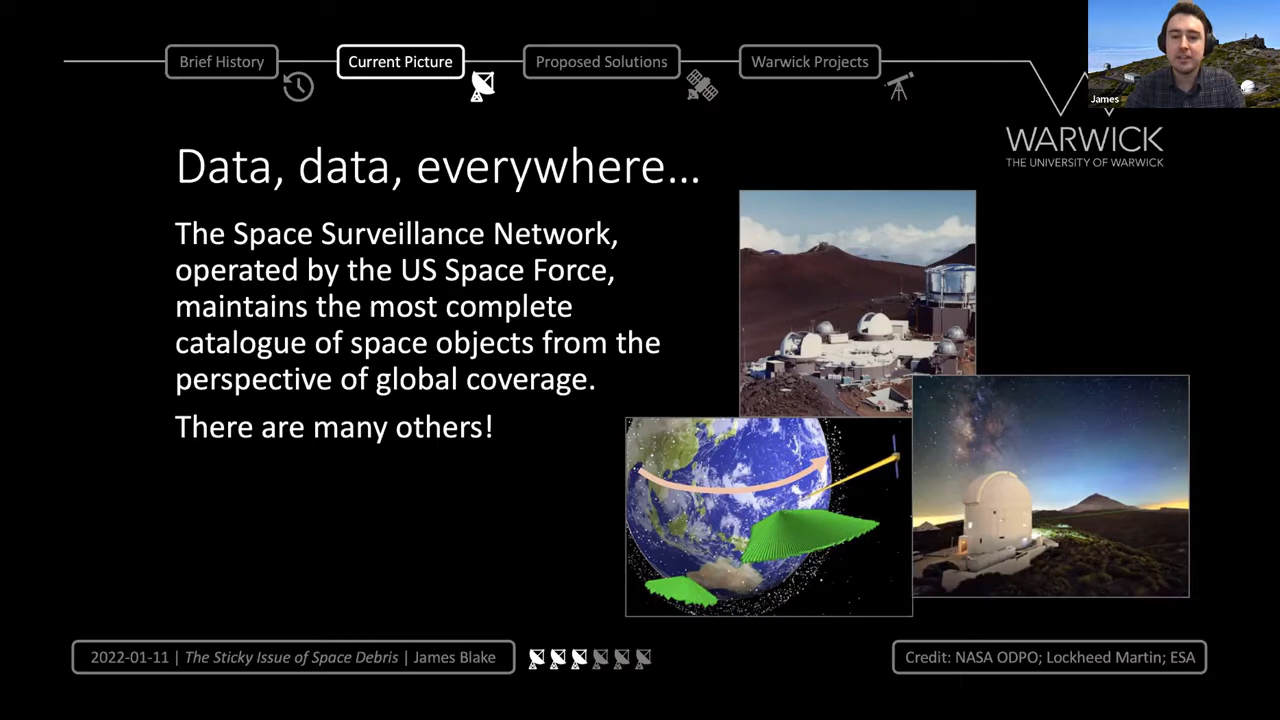 Brief History
Current Picture
Proposed Solutions
Warwick Projects
James
WARWICK
THE UNIVERSITY OF WARWICK
Data, data, everywhere...
The Space Surveillance Network,
operated by the US Space Force,
maintains the most complete
catalogue of space objects from the
perspective of global coverage.
There are many others!
2022-01-11 | The Sticky Issue of Space Debris | James Blake
Credit: NASA ODPO; Lockheed Martin; ESA